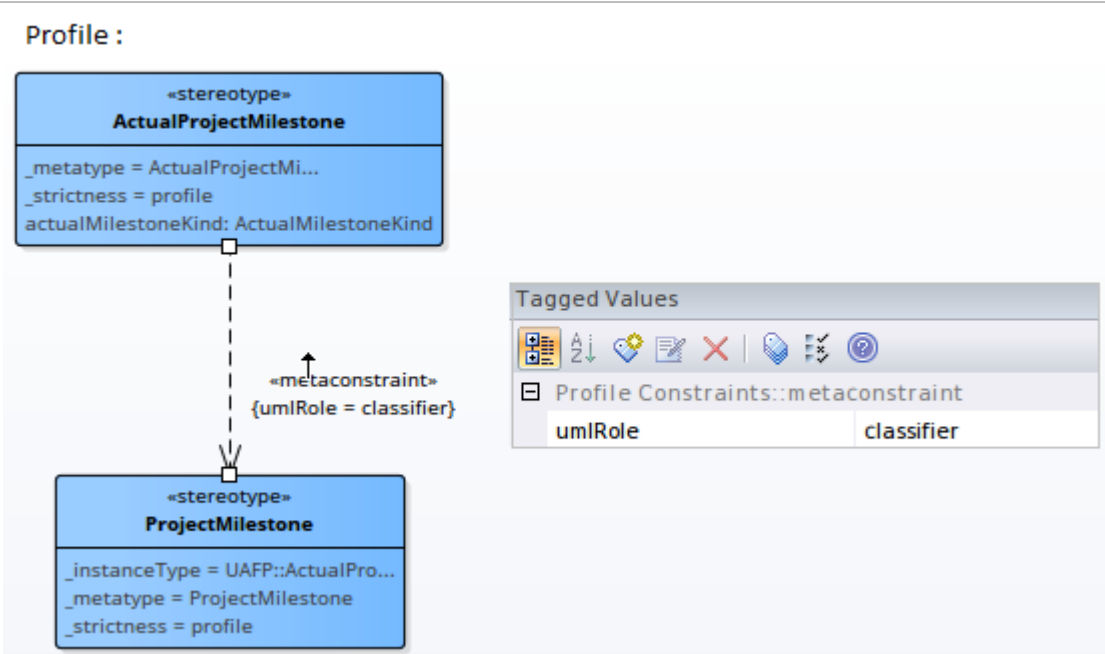 Profile :
«stereotype»
ActualProjectMilestone
_metatype = ActualProjectMi...
_strictness = profile
actualMilestoneKind: ActualMilestoneKind
«metaconstraint»
{umlRole = classifier}
«stereotype»
ProjectMilestone
_instanceType = UAFP::ActualPro...
_metatype = ProjectMilestone
_strictness = profile
Tagged Values
Profile Constraints::metaconstraint
umlRole classifier